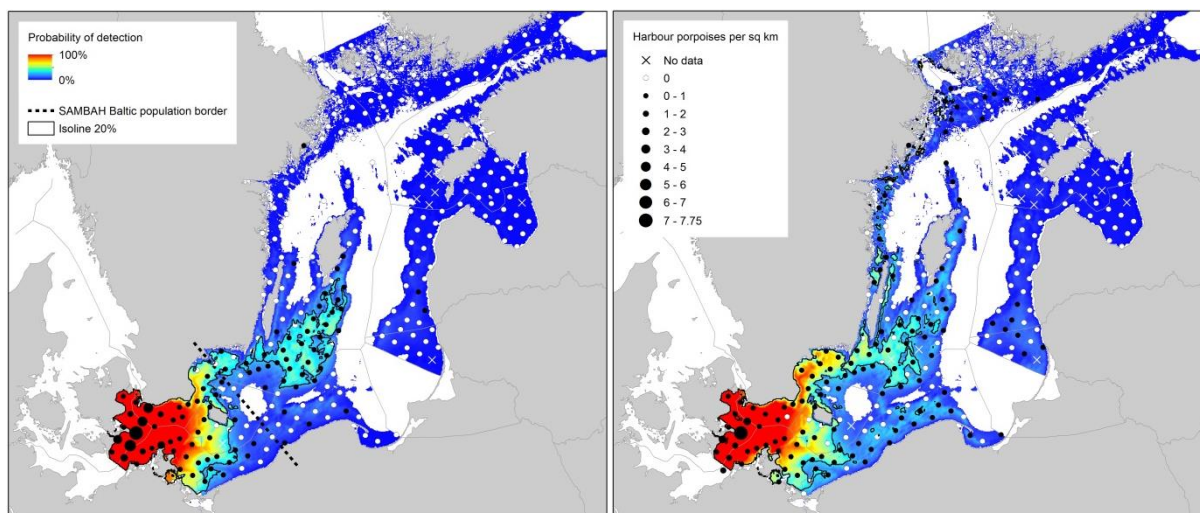 Probability of detection
100%
0%
SAMBAH Baltic population border
Isoline 20%
Harbour porpoises per sq km
No data
0
0 - 1
1 - 2
2 - 3
3 - 4
4 - 5
5 - 6
6 - 7
7 - 7.75